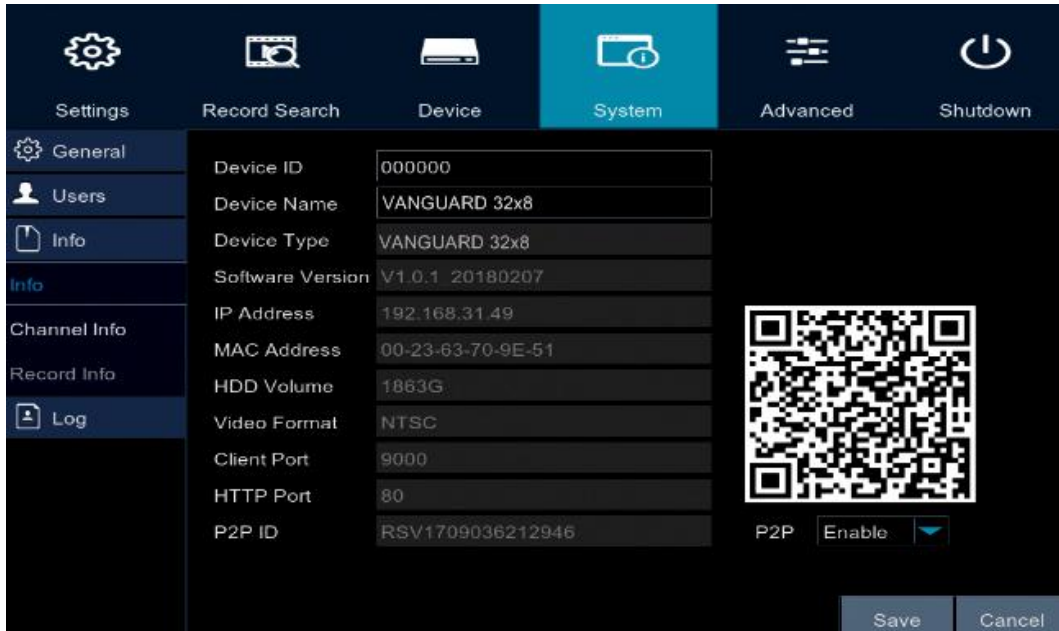 Settings Record Search Device System Advanced Shutdown
General
Users
Info
Info
Channel Info
Record Info
Log
Device ID 000000
Device Name VANGUARD 32x8
Device Type VANGUARD 32x8
Software Version V1.0.1 20180207
IP Address 192.168.31.49
MAC Address 00-23-63-70-9E-51
HDD Volume 1863G
Video Format NTSC
Client Port 9000
HTTP Port 80
P2P ID RSV1709036212946
P2P Enable
Save Cancel